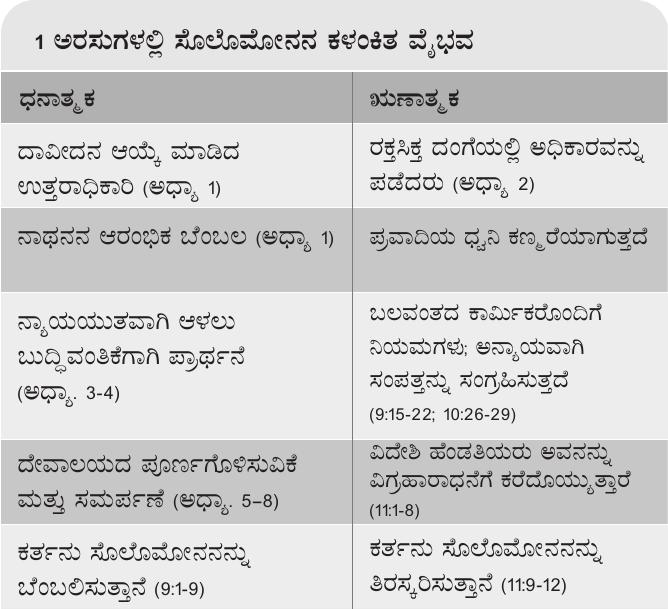 1 ಅರಸುಗಳಲ್ಲಿ ಸೊಲೊಮೋನನ ಕಳಂಕಿತ ವೈಭವ
ಧನಾತ್ಮಕ
ಋಣಾತ್ಮಕ
ದಾವೀದನ ಆಯ್ಕೆ ಮಾಡಿದ
ಉತ್ತರಾಧಿಕಾರಿ (ಅಧ್ಯಾ 1)
ರಕ್ತಸಿಕ್ತ ದಂಗೆಯಲ್ಲಿ ಅಧಿಕಾರವನ್ನು
ಪಡೆದರು (ಅಧ್ಯಾ 2)
ನಾಥನನ ಆರಂಭಿಕ ಬೆಂಬಲ (ಅಧ್ಯಾ 1)
ಪ್ರವಾದಿಯ ಧ್ವನಿ ಕಣ್ಮರೆಯಾಗುತ್ತದೆ
ನ್ಯಾಯಯುತವಾಗಿ ಆಳಲು
ಬುದ್ಧಿವಂತಿಕೆಗಾಗಿ ಪ್ರಾರ್ಥನೆ
(ಅಧ್ಯಾ. 3-4)
ಬಲವಂತದ ಕಾರ್ಮಿಕರೊಂದಿಗೆ
ನಿಯಮಗಳು; ಅನ್ಯಾಯವಾಗಿ
ಸಂಪತ್ತನ್ನು ಸಂಗ್ರಹಿಸುತ್ತದೆ
(9:15-22; 10:26-29)
ದೇವಾಲಯದ ಪೂರ್ಣಗೊಳಿಸುವಿಕೆ
ಮತ್ತು ಸಮರ್ಪಣೆ (ಅಧ್ಯಾ. 5–8)
ವಿದೇಶಿ ಹೆಂಡತಿಯರು ಅವನನ್ನು
ವಿಗ್ರಹಾರಾಧನೆಗೆ ಕರೆದೊಯ್ಯುತ್ತಾರೆ
(11:1-8)
ಕರ್ತನು ಸೊಲೊಮೋನನನ್ನು
ಬೆಂಬಲಿಸುತ್ತಾನೆ (9:1-9)
ಕರ್ತನು ಸೊಲೊಮೋನನನ್ನು
ತಿರಸ್ಕರಿಸುತ್ತಾನೆ (11:9-12)